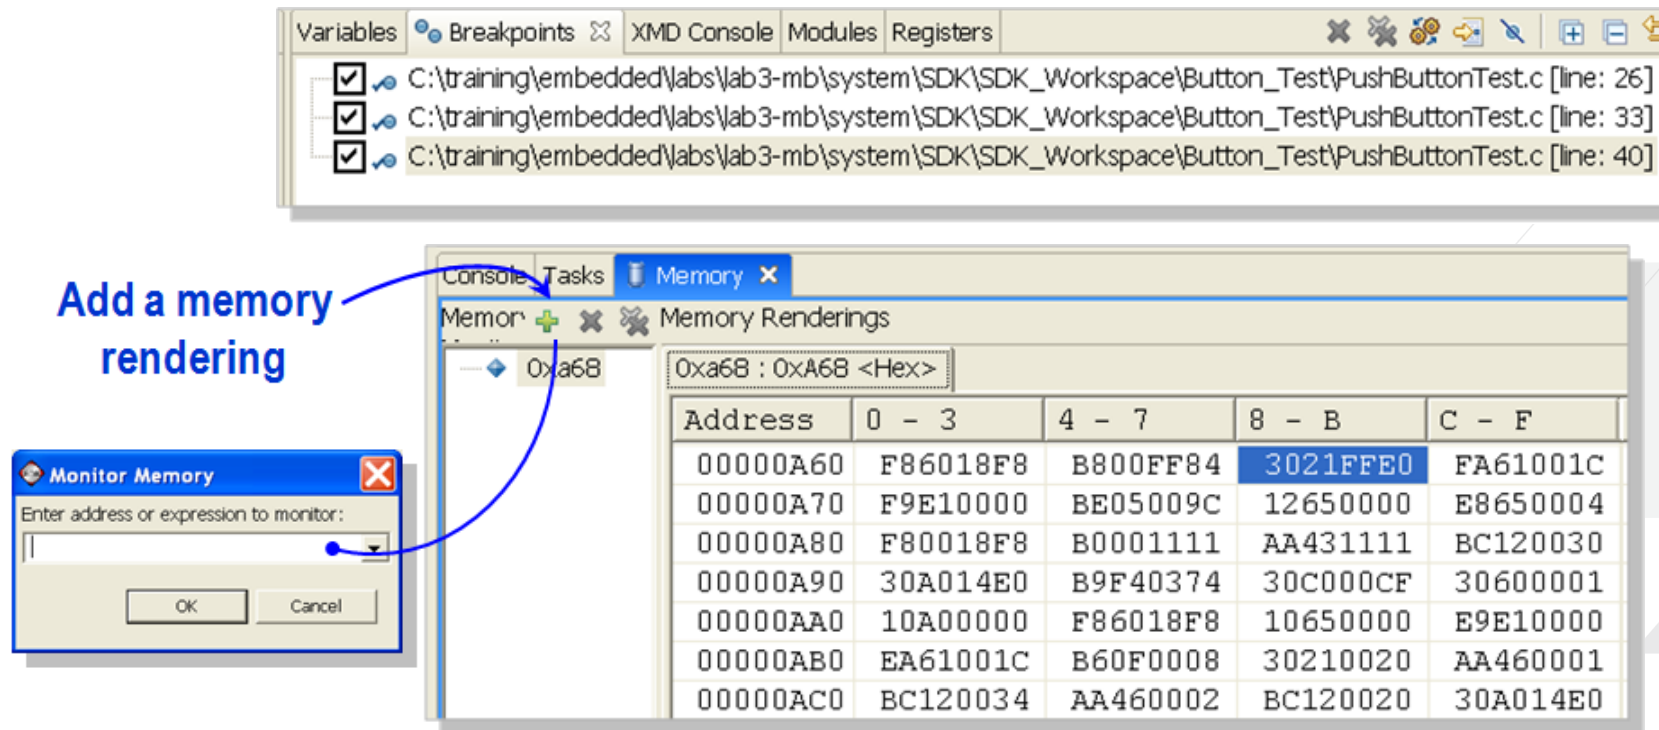 Variables Breakpoints XMD Console Modules Registers
C:\training\embedded\labs\lab3-mb\system\SDK\SDK_Workspace\Button_Test\PushButtonTest.c [line: 26]
C:\training\embedded\labs\lab3-mb\system\SDK\SDK_Workspace\Button_Test\PushButtonTest.c [line: 33]
C:\training\embedded\labs\lab3-mb\system\SDK\SDK_Workspace\Button_Test\PushButtonTest.c [line: 40]
Add a memory
rendering
Console Tasks Memory
Memor Memory Renderings
0xa68 0xa68 : 0xA68 <Hex>
Address 0 - 3 4 - 7 8 - B C - F
00000A60 F86018F8 B800FF84 3021FFE0 FA61001C
00000A70 F9E10000 BE05009C 12650000 E8650004
00000A80 F80018F8 B0001111 AA431111 BC120030
00000A90 30A014E0 B9F40374 30C000CF 30600001
00000AA0 10A00000 F86018F8 10650000 E9E10000
00000AB0 EA61001C B60F0008 30210020 AA460001
00000AC0 BC120034 AA460002 BC120020 30A014E0
Monitor Memory
Enter address or expression to monitor:
OK Cancel